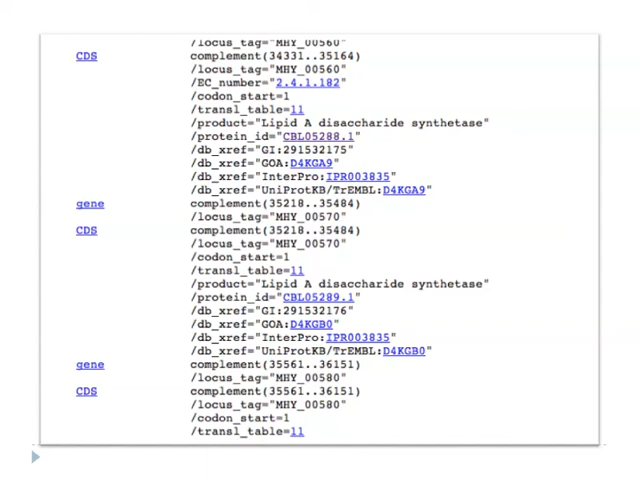 /locus_tag="MHY_00560"
CDS complement(34331..35164)
/locus_tag="MHY_00560"
/EC_number="2.4.1.182"
/codon_start=1
/transl_table=11
/product="Lipid A disaccharide synthetase"
/protein_id="CBL05288.1"
/db_xref="GI:291532175"
/db_xref="GOA:D4KGA9"
/db_xref="InterPro:IPR003835"
/db_xref="UniProtKB/TrEMBL:D4KGA9"
gene complement(35218..35484)
/locus_tag="MHY_00570"
CDS complement(35218..35484)
/locus_tag="MHY_00570"
/codon_start=1
/transl_table=11
/product="Lipid A disaccharide synthetase"
/protein_id="CBL05289.1"
/db_xref="GI:291532176"
/db_xref="GOA:D4KGB0"
/db_xref="InterPro:IPR003835"
/db_xref="UniProtKB/TrEMBL:D4KGB0"
gene complement(35561..36151)
/locus_tag="MHY_00580"
CDS complement(35561..36151)
/locus_tag="MHY_00580"
/codon_start=1
/transl_table=11